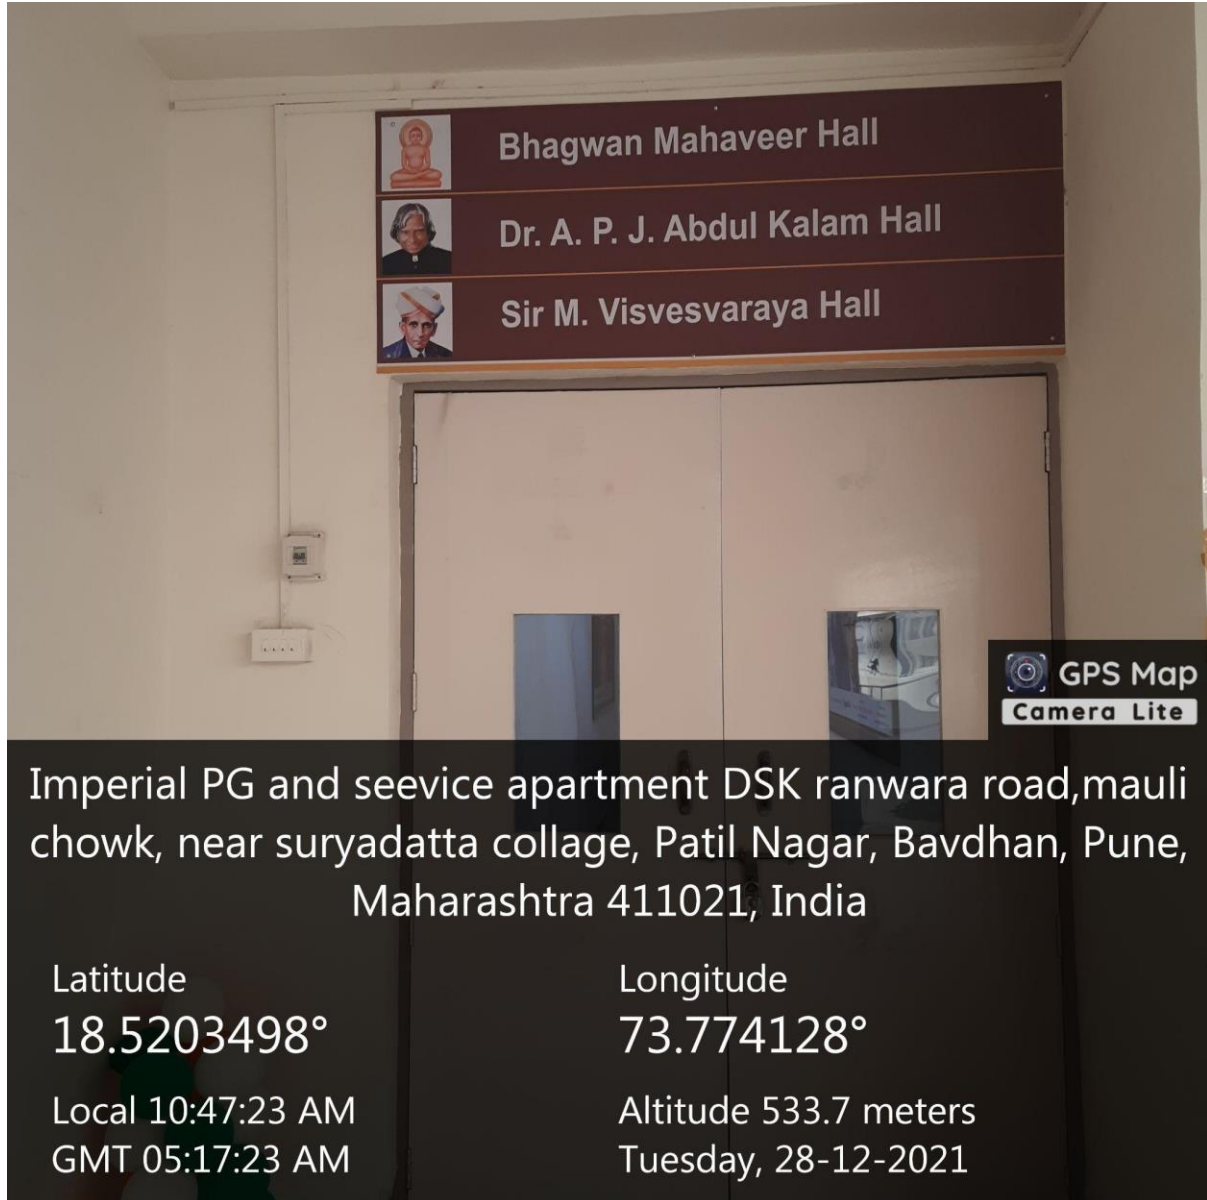 Bhagwan Mahaveer Hall
Dr. A. P. J. Abdul Kalam Hall
Sir M. Visvesvaraya Hall
GPS Map
Camera Lite
Imperial PG and seevice apartment DSK ranwara road,mauli
chowk, near suryadatta collage, Patil Nagar, Bavdhan, Pune,
Maharashtra 411021, India
Latitude
18.5203498°
Longitude
73.774128°
Local 10:47:23 AM
GMT 05:17:23 AM
Altitude 533.7 meters
Tuesday, 28-12-2021